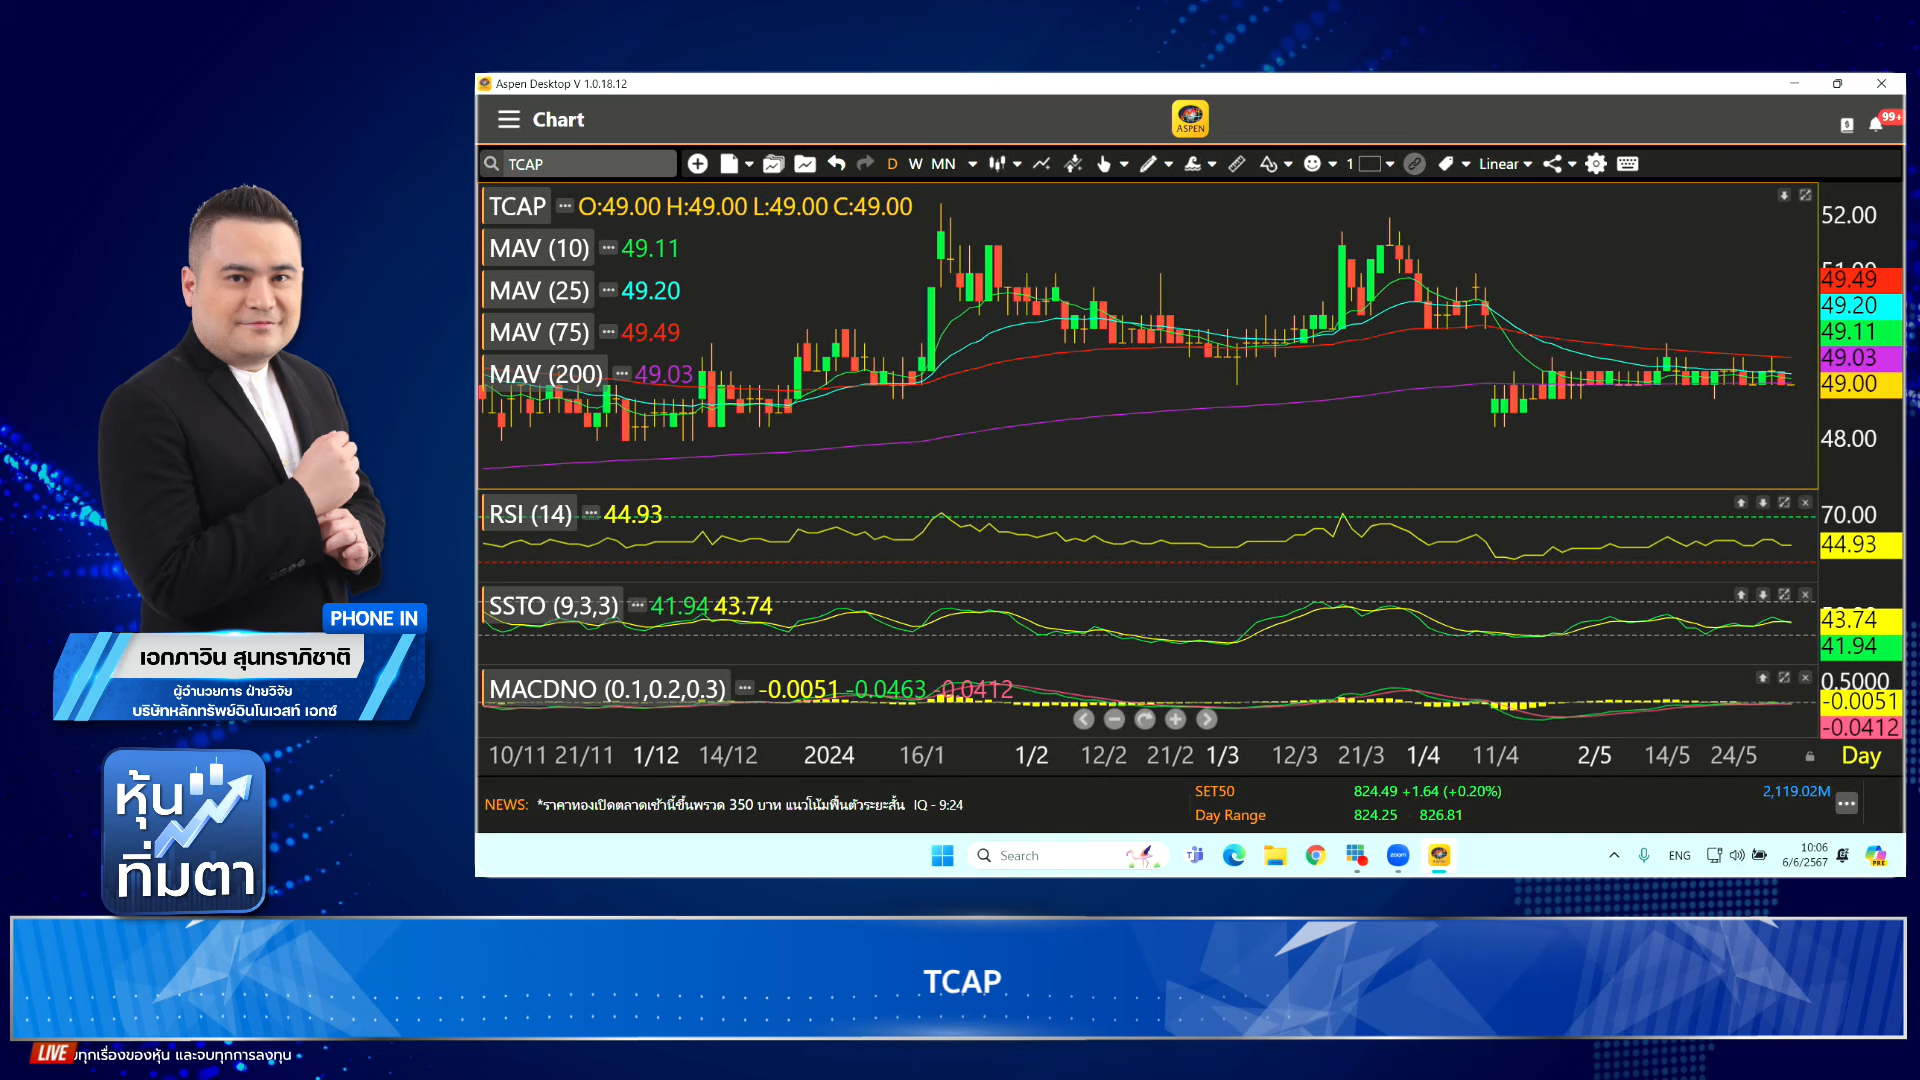 Aspen Desktop V 1.0.18.12
Chart
ASPEN
99+
TCAP
D W MN
1
Linear
TCAP O:49.00 H:49.00 L:49.00 C:49.00
MAV (10) 49.11
MAV (25) 49.20
MAV (75) 49.49
MAV (200) 49.03
52.00
51.00
49.49
49.20
49.11
49.03
49.00
48.00
RSI (14) 44.93
70.00
44.93
SSTO (9,3,3) 41.94 43.74
43.74
41.94
MACDNO (0.1,0.2,0.3) -0.0051 -0.0463 -0.0412
0.5000
-0.0051
-0.0412
10/11 21/11 1/12 14/12 2024 16/1 1/2 12/2 21/2 1/3 12/3 21/3 1/4 11/4 2/5 14/5 24/5 Day
NEWS: *ราคาทองเปิดตลาดเช้านี้ขึ้นพรวด 350 บาท แนวโน้มฟื้นตัวระยะสั้น IQ - 9:24
SET50 824.49 +1.64 (+0.20%) 2,119.02M
Day Range 824.25 826.81
Search
zoom
ENG
10:06
6/6/2567
PRE
PHONE IN
เอกภาวิน สุนทราภิชาติ
ผู้อำนวยการ ฝ่ายวิจัย
บริษัทหลักทรัพย์อินโนเวสท์ เอกซ์
หุ้น
ทิ่มตา
TCAP
LIVE
ทุกเรื่องของหุ้น และจบทุกการลงทุน